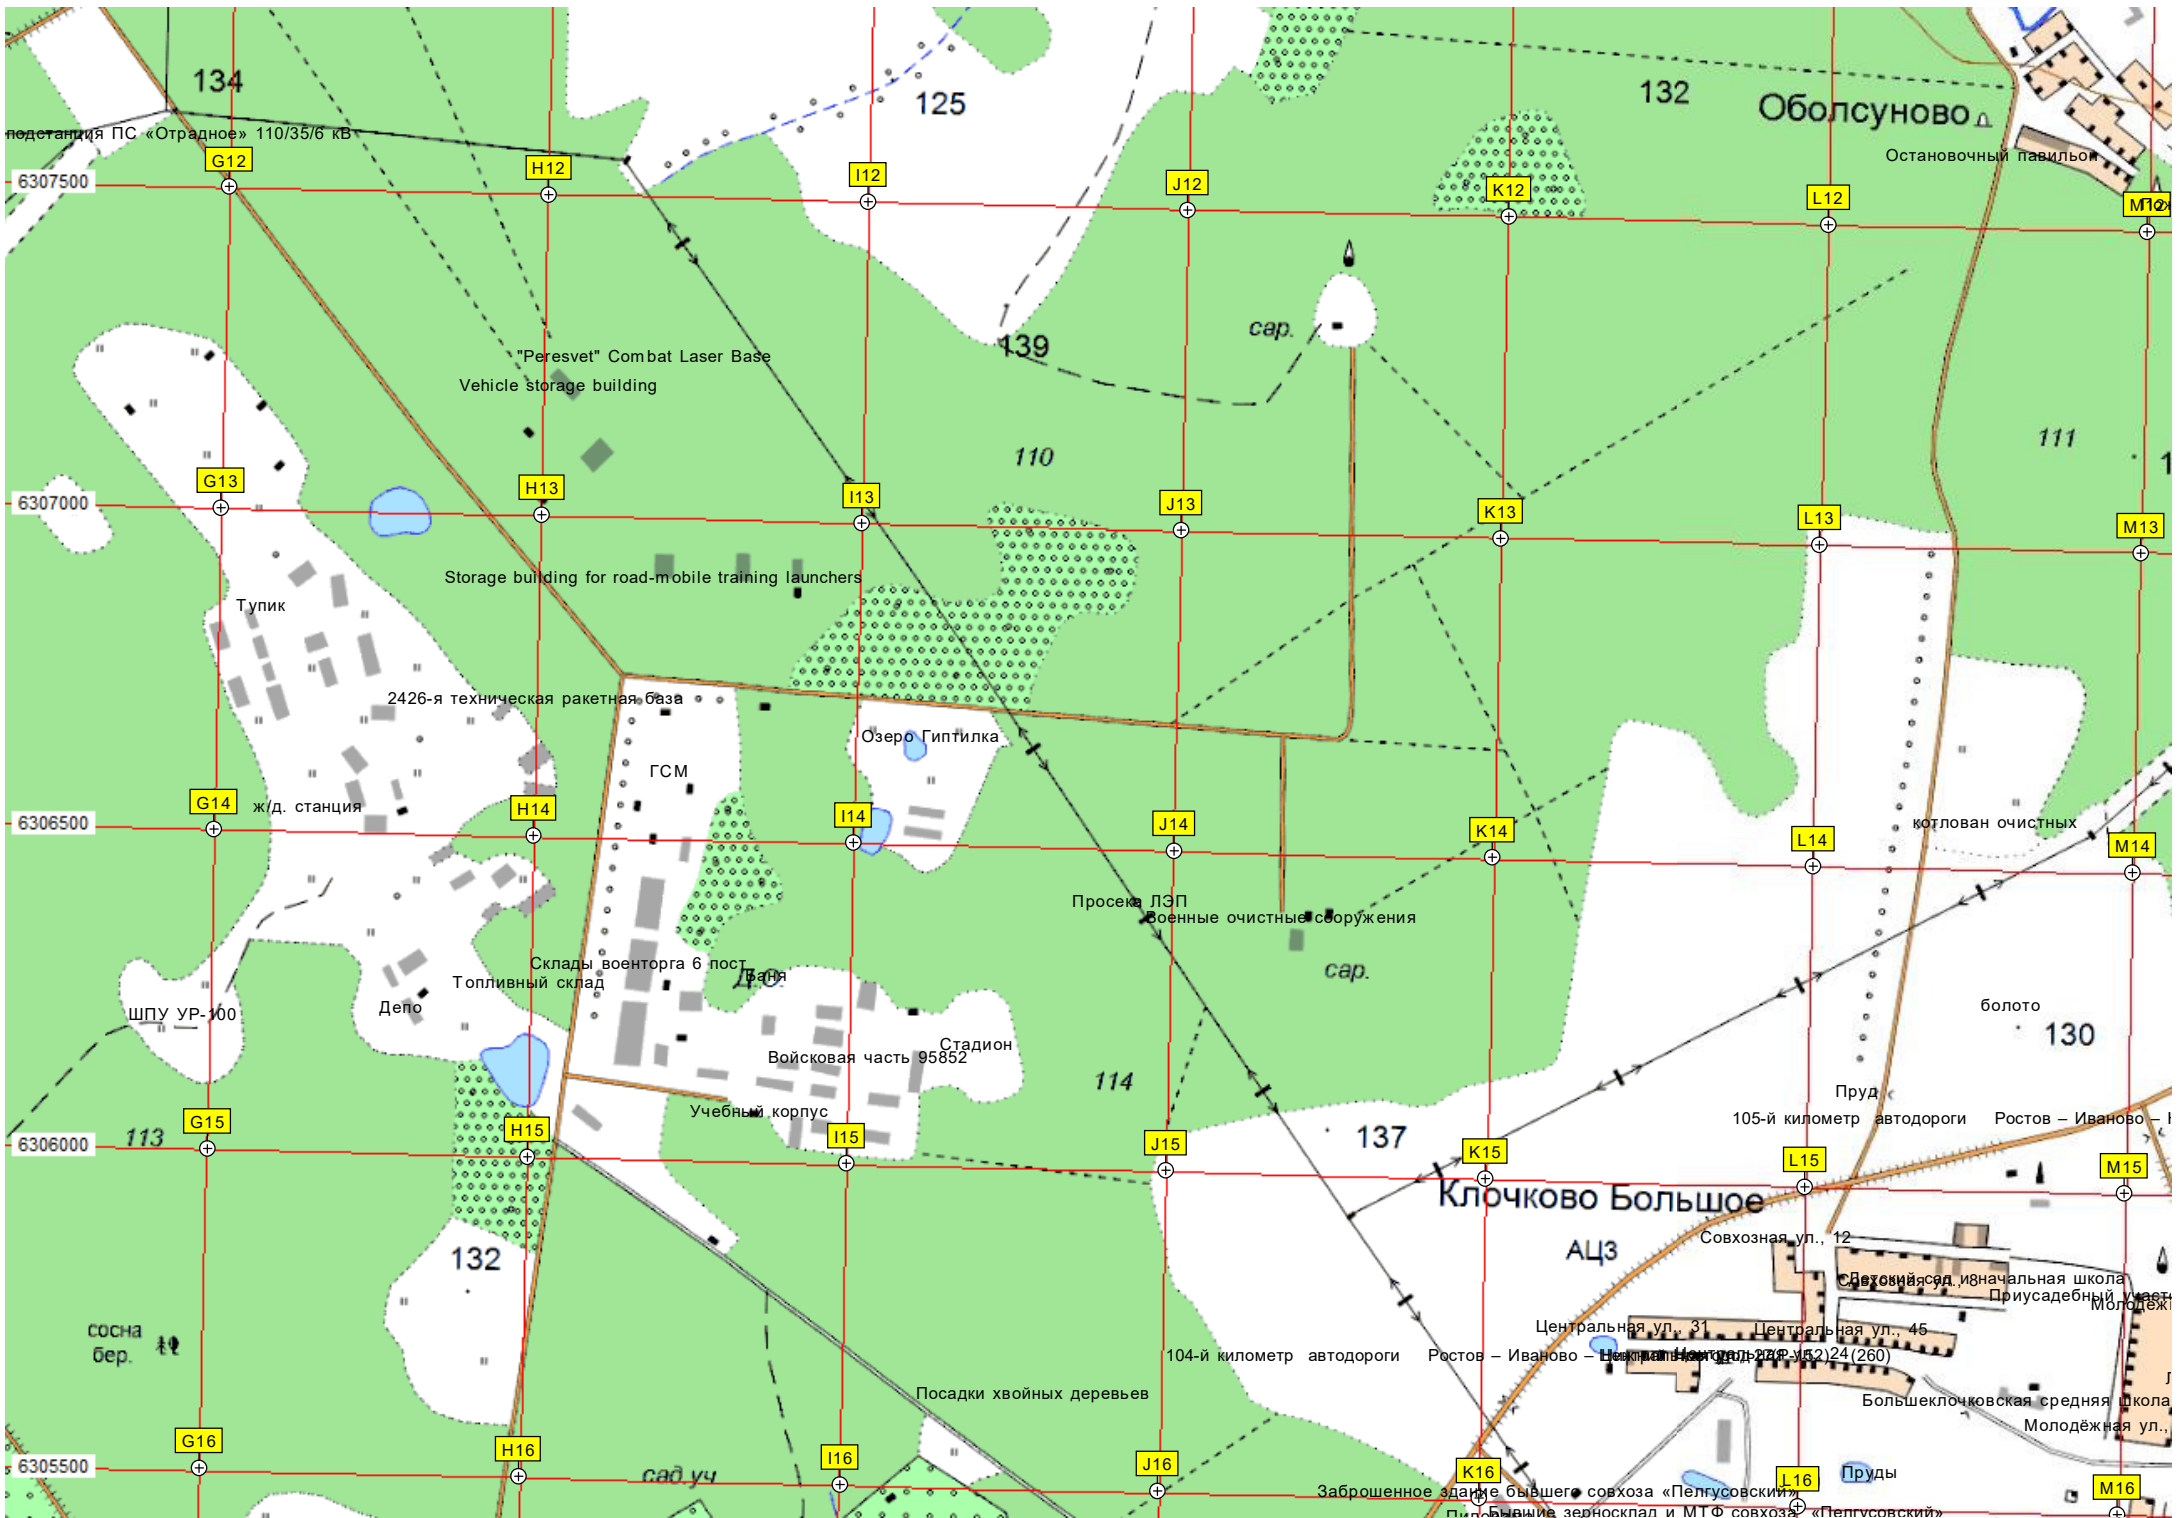 134
125
132
Оболсуново
подстанция ПС «Отрадное» 110/35/6 кВ
Остановочный павильон
G12
H12
I12
J12
K12
L12
M12
6307500
сар.
139
"Peresvet" Combat Laser Base
Vehicle storage building
110
111
G13
H13
I13
J13
K13
L13
M13
6307000
Storage building for road-mobile training launchers
Тупик
2426-я техническая ракетная база
Озеро Гиптилка
ГСМ
G14
ж/д. станция
H14
I14
J14
K14
L14
M14
6306500
котлован очистных
Просека ЛЭП
Военные очистные сооружения
Склады военторга 6 пост
Баня
Топливный склад
сар.
Депо
ШПУ УР-100
болото
130
Стадион
Войсковая часть 95852
114
Пруд
Учебный корпус
105-й километр автодороги Ростов – Иваново –
G15
H15
I15
J15
K15
L15
M15
6306000
113
137
Клочково Большое
АЦЗ
132
Совхозная ул., 12
Совхозная ул., 8
Детский сад и начальная школа
Приусадебный
сосна
бер.
Центральная ул., 31
Центральная ул., 45
104-й километр автодороги Ростов – Иваново –
(260)
Посадки хвойных деревьев
Большеклочковская средняя школа
Молодёжная ул.,
G16
H16
I16
J16
K16
L16
M16
6305500
сад.уч
Пруды
Заброшенное здание бывшего совхоза «Пелгусовский»
Бывшие зерносклад и МТФ совхоза «Пелгусовский»